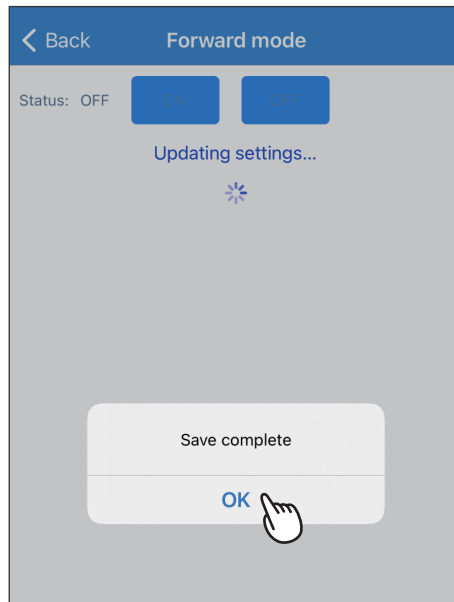 Back Forward mode
Status: OFF
Updating settings...
Save complete
OK